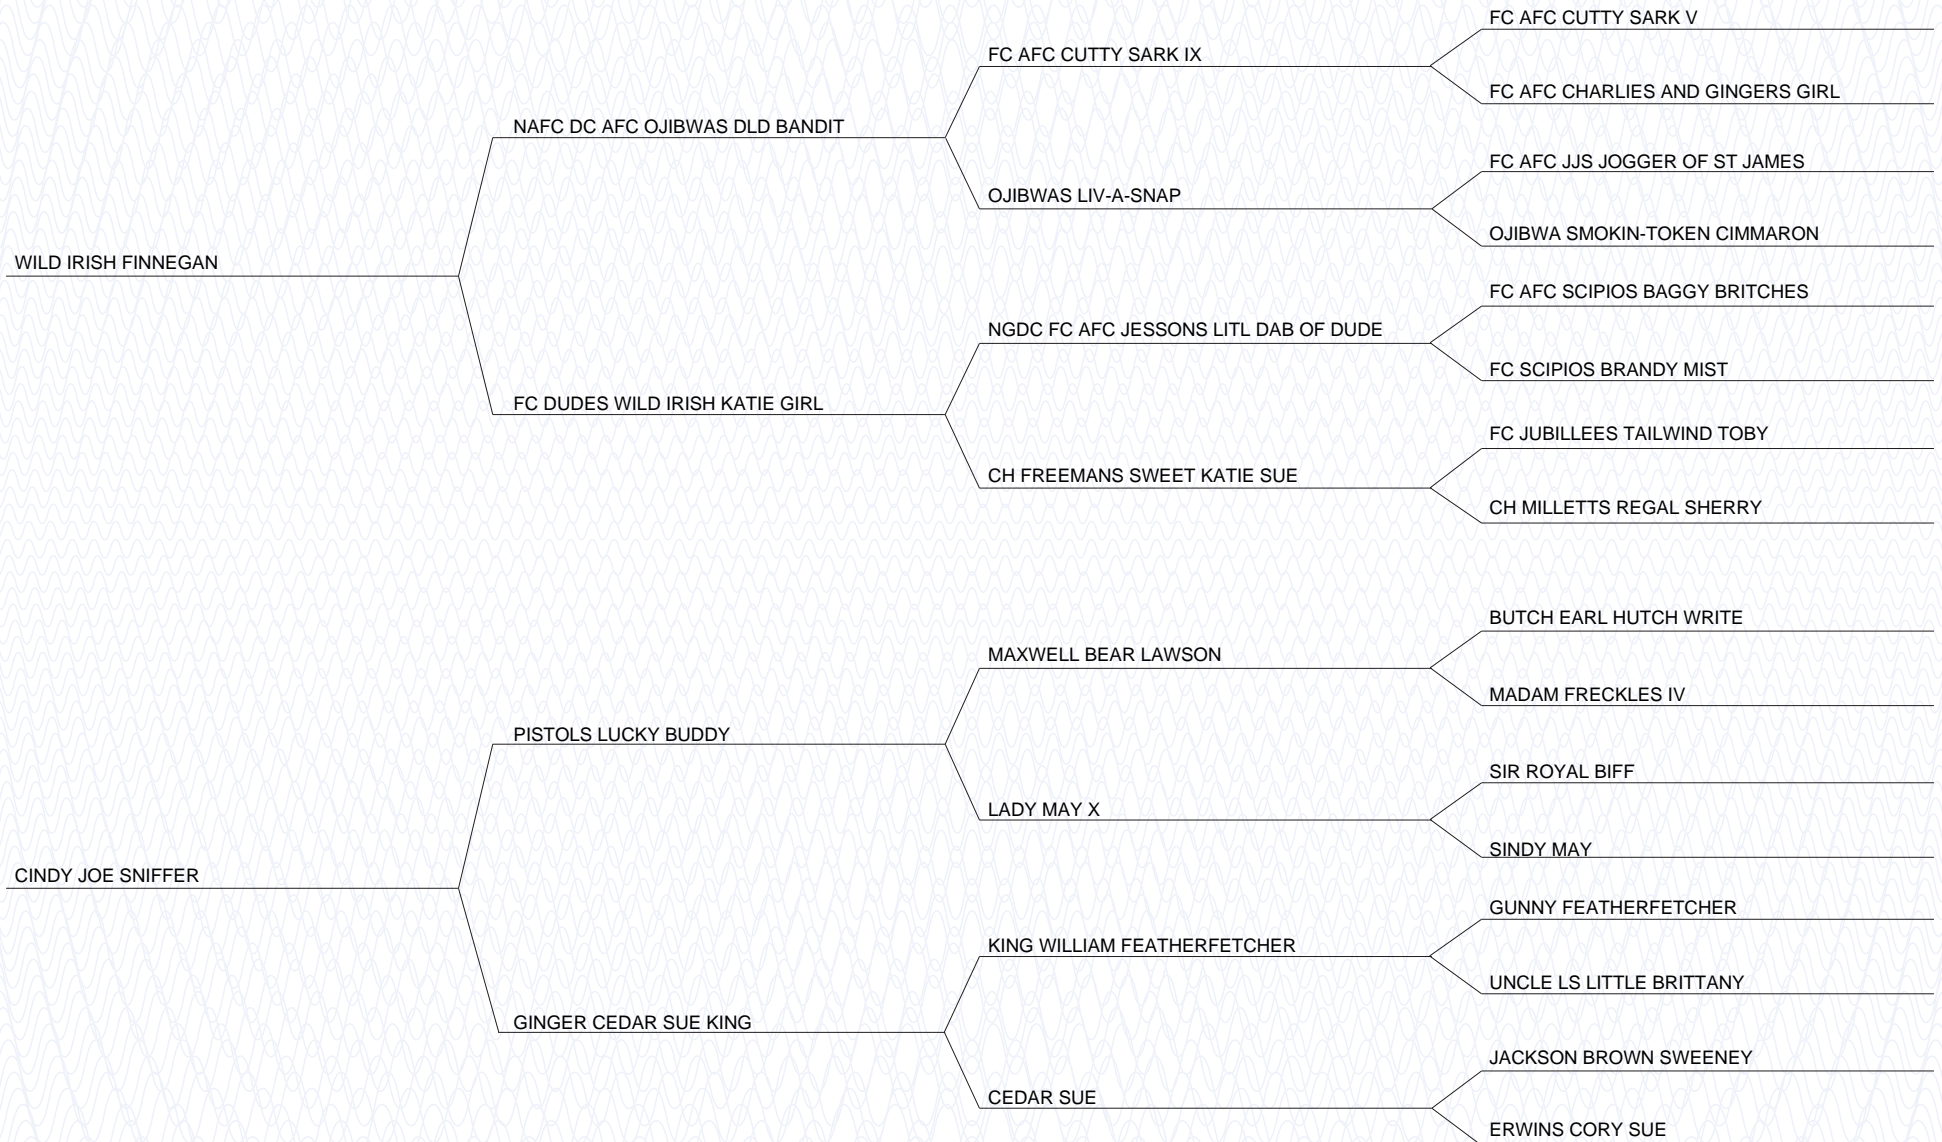 FC AFC CUTTY SARK V
FC AFC CUTTY SARK IX
FC AFC CHARLIES AND GINGERS GIRL
NAFC DC AFC OJIBWAS DLD BANDIT
FC AFC JJS JOGGER OF ST JAMES
OJIBWAS LIV-A-SNAP
OJIBWA SMOKIN-TOKEN CIMMARON
WILD IRISH FINNEGAN
FC AFC SCIPIOS BAGGY BRITCHES
NGDC FC AFC JESSONS LITL DAB OF DUDE
FC SCIPIOS BRANDY MIST
FC DUDES WILD IRISH KATIE GIRL
FC JUBILLEES TAILWIND TOBY
CH FREEMANS SWEET KATIE SUE
CH MILLETTS REGAL SHERRY
BUTCH EARL HUTCH WRITE
MAXWELL BEAR LAWSON
MADAM FRECKLES IV
PISTOLS LUCKY BUDDY
SIR ROYAL BIFF
LADY MAY X
SINDY MAY
CINDY JOE SNIFFER
GUNNY FEATHERFETCHER
KING WILLIAM FEATHERFETCHER
UNCLE LS LITTLE BRITTANY
GINGER CEDAR SUE KING
JACKSON BROWN SWEENEY
CEDAR SUE
ERWINS CORY SUE